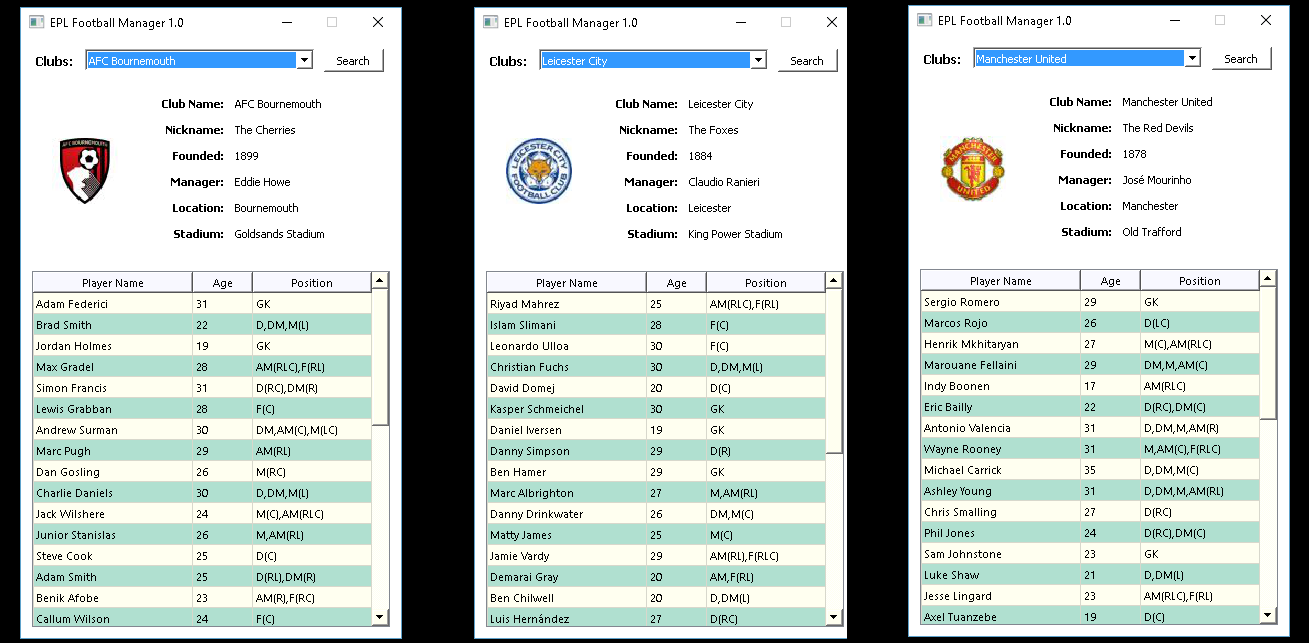 EPL Football Manager 1.0
Clubs: AFC Bournemouth Search
Club Name: AFC Bournemouth
Nickname: The Cherries
Founded: 1899
Manager: Eddie Howe
Location: Bournemouth
Stadium: Goldsands Stadium
AFC BOURNEMOUTH
Player Name Age Position
Adam Federici 31 GK
Brad Smith 22 D,DM,M(L)
Jordan Holmes 19 GK
Max Gradel 28 AM(RLC),F(RL)
Simon Francis 31 D(RC),DM(R)
Lewis Grabban 28 F(C)
Andrew Surman 30 DM,AM(C),M(LC)
Marc Pugh 29 AM(RL)
Dan Gosling 26 M(RC)
Charlie Daniels 30 D,DM,M(L)
Jack Wilshere 24 M(C),AM(RLC)
Junior Stanislas 26 M,AM(RL)
Steve Cook 25 D(C)
Adam Smith 25 D(RL),DM(R)
Benik Afobe 23 AM(R),F(RC)
Callum Wilson 24 F(C)
EPL Football Manager 1.0
Clubs: Leicester City Search
Club Name: Leicester City
Nickname: The Foxes
Founded: 1884
Manager: Claudio Ranieri
Location: Leicester
Stadium: King Power Stadium
LEICESTER CITY
FOOTBALL CLUB
Player Name Age Position
Riyad Mahrez 25 AM(RLC),F(RL)
Islam Slimani 28 F(C)
Leonardo Ulloa 30 F(C)
Christian Fuchs 30 D,DM,M(L)
David Domej 20 D(C)
Kasper Schmeichel 30 GK
Daniel Iversen 19 GK
Danny Simpson 29 D(R)
Ben Hamer 29 GK
Marc Albrighton 27 M,AM(RL)
Danny Drinkwater 26 DM,M(C)
Matty James 25 M(C)
Jamie Vardy 29 AM(RL),F(RLC)
Demarai Gray 20 AM,F(RL)
Ben Chilwell 20 D,DM(L)
Luis Hernández 27 D(RC)
EPL Football Manager 1.0
Clubs: Manchester United Search
Club Name: Manchester United
Nickname: The Red Devils
Founded: 1878
Manager: José Mourinho
Location: Manchester
Stadium: Old Trafford
MANCHESTER
UNITED
Player Name Age Position
Sergio Romero 29 GK
Marcos Rojo 26 D(LC)
Henrik Mkhitaryan 27 M(C),AM(RLC)
Marouane Fellaini 29 DM,M,AM(C)
Indy Boonen 17 AM(RLC)
Eric Bailly 22 D(RC),DM(C)
Antonio Valencia 31 D,DM,M,AM(R)
Wayne Rooney 31 M,AM(C),F(RLC)
Michael Carrick 35 D,DM,M(C)
Ashley Young 31 D,DM,M,AM(RL)
Chris Smalling 27 D(RC)
Phil Jones 24 D(RC),DM(C)
Sam Johnstone 23 GK
Luke Shaw 21 D,DM(L)
Jesse Lingard 23 AM(RLC),F(RL)
Axel Tuanzebe 19 D(C)